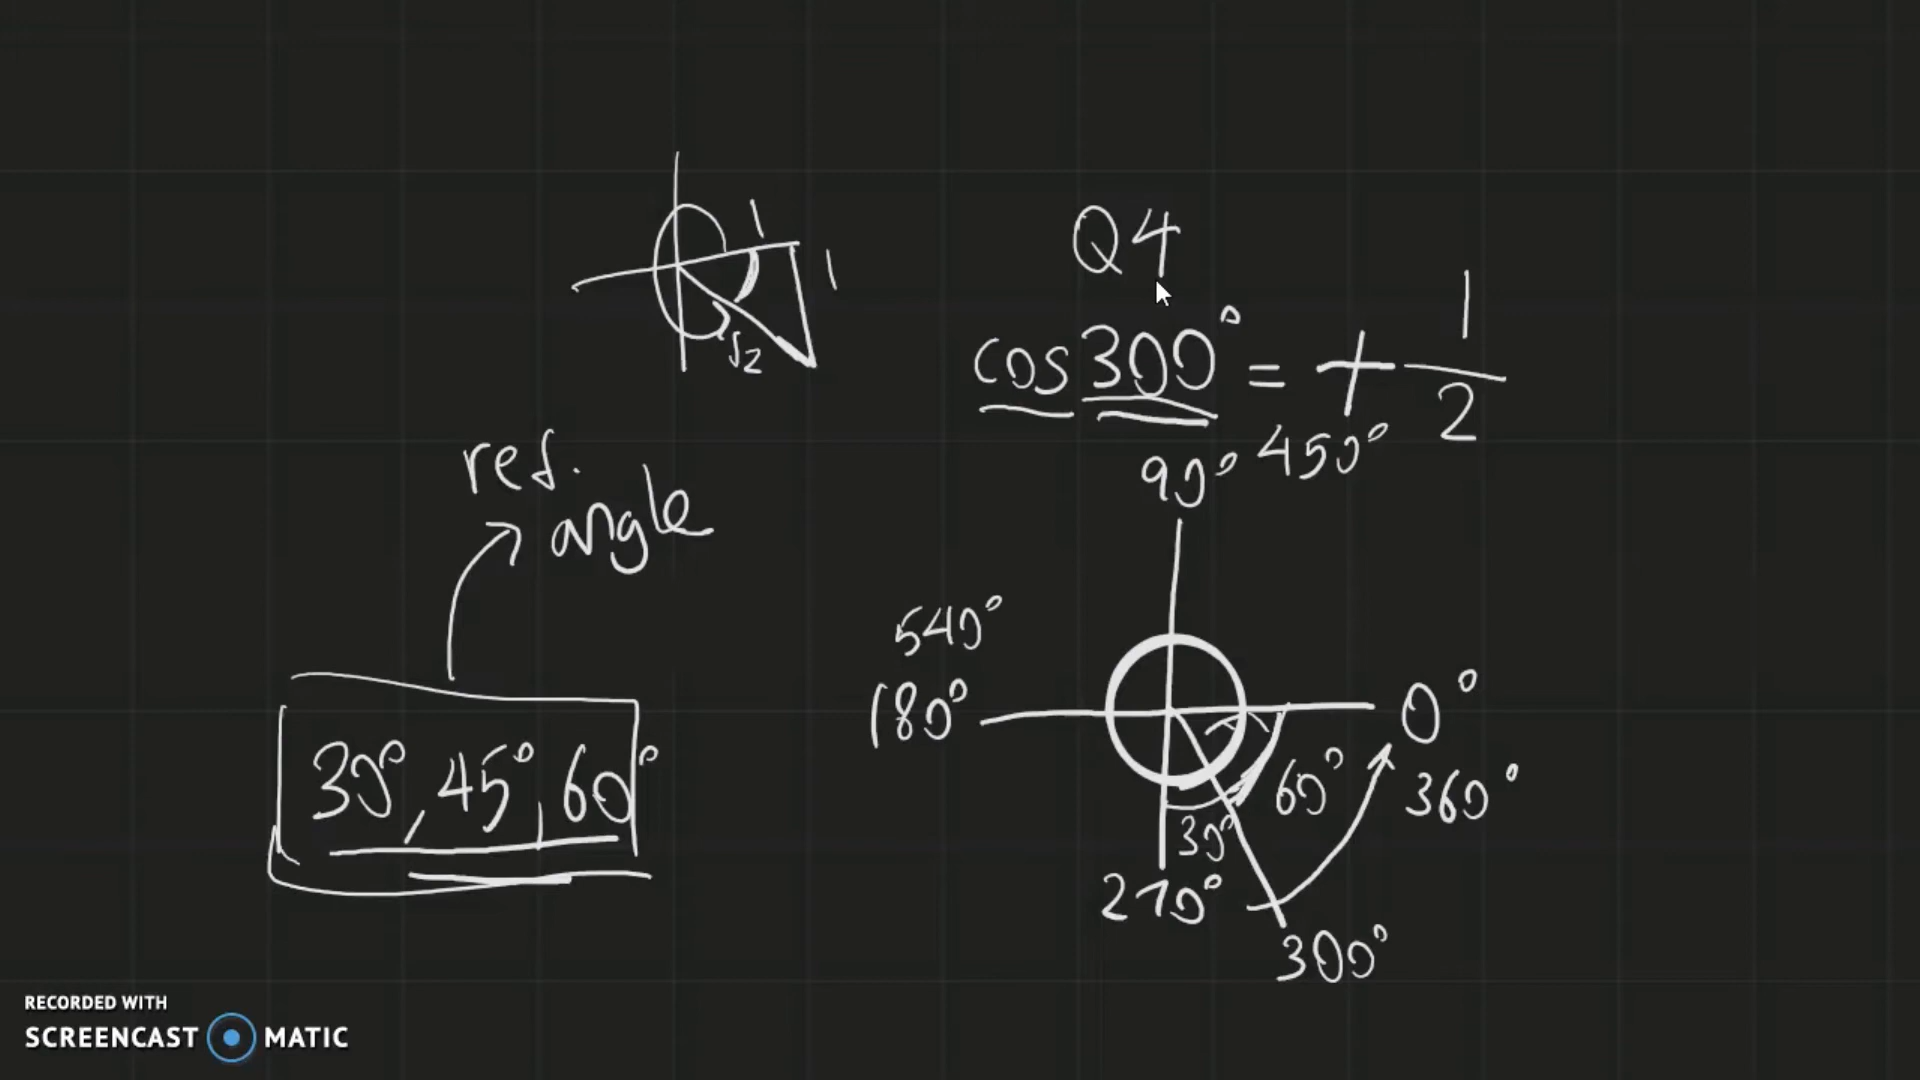 1
1
√2
Q4
cos 300° = + 1/2
90° 450°
ref.
angle
540°
180°
0°
360°
60°
30°
270°
300°
30°, 45°, 60°
RECORDED WITH
SCREENCAST MATIC